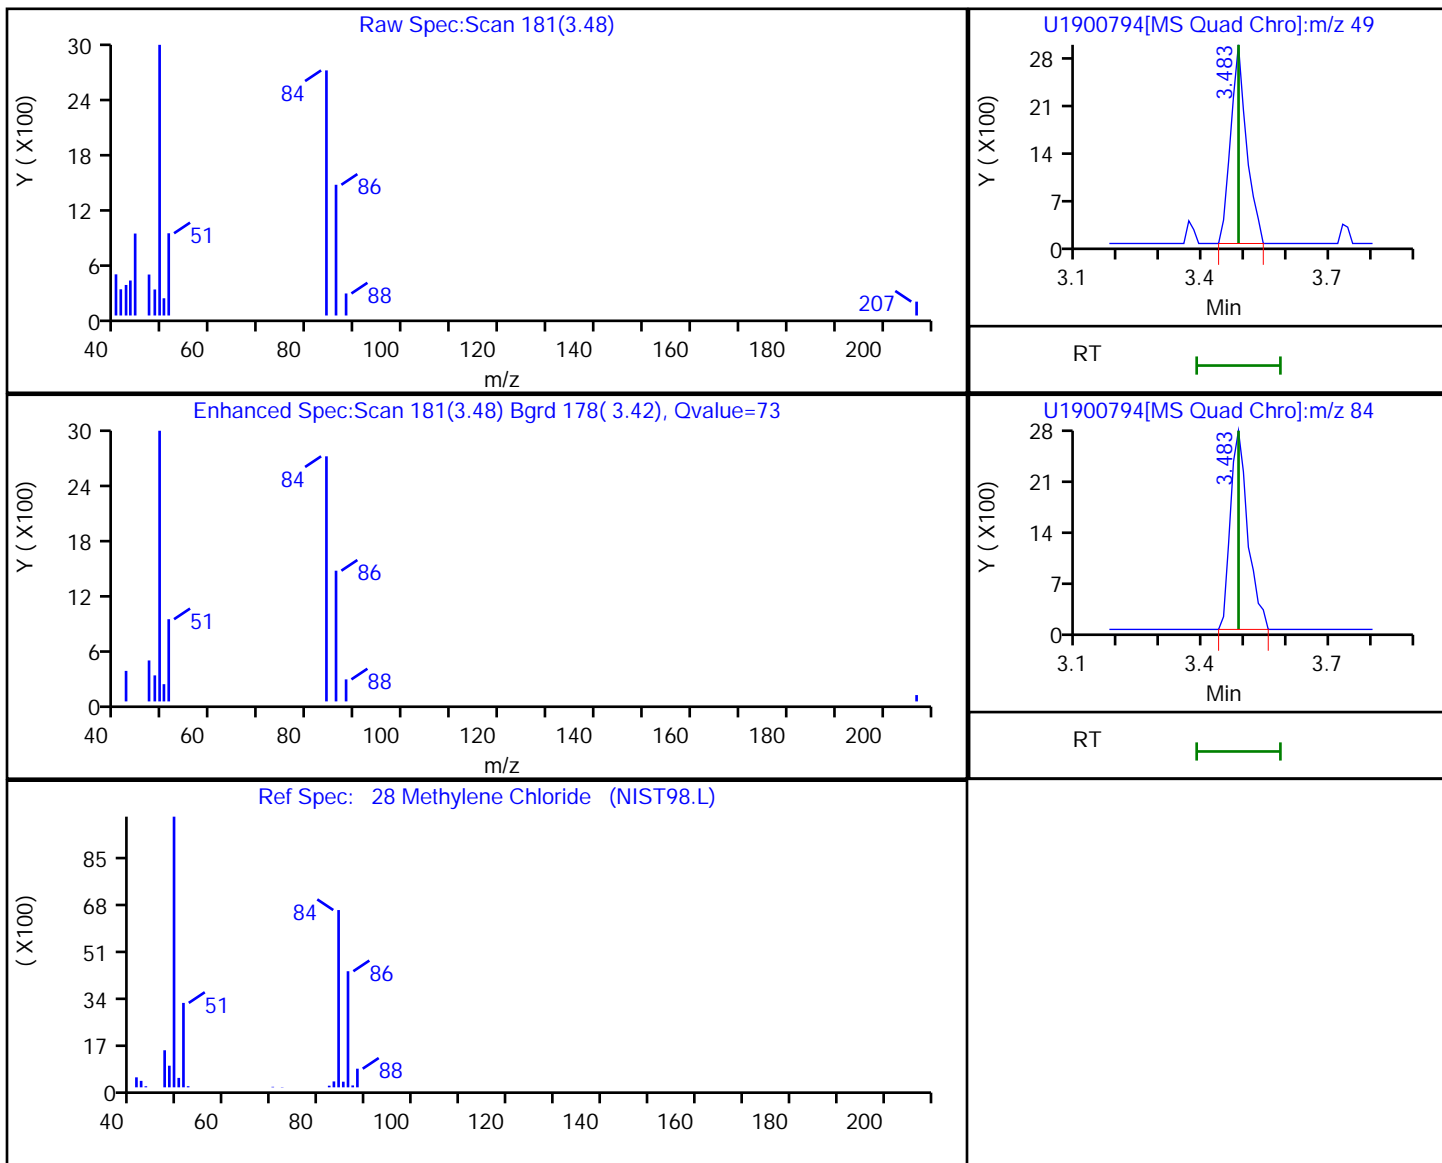 Raw Spec:Scan 181(3.48)
Y ( X100)
30
24
18
12
6
0
84
86
51
88
207
40 60 80 100 120 140 160 180 200
m/z
U1900794[MS Quad Chro]:m/z 49
Y ( X100)
28
21
14
7
0
3.483
3.1 3.4 3.7
Min
RT
Enhanced Spec:Scan 181(3.48) Bgrd 178( 3.42), Qvalue=73
Y ( X100)
30
24
18
12
6
0
84
86
51
88
40 60 80 100 120 140 160 180 200
m/z
U1900794[MS Quad Chro]:m/z 84
Y ( X100)
28
21
14
7
0
3.483
3.1 3.4 3.7
Min
RT
Ref Spec: 28 Methylene Chloride (NIST98.L)
( X100)
85
68
51
34
17
0
84
86
51
88
40 60 80 100 120 140 160 180 200